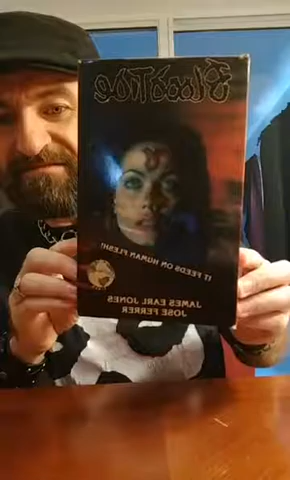 BloodTide
IT FEEDS ON HUMAN FLESH!
JAMES EARL JONES
JOSE FERRER